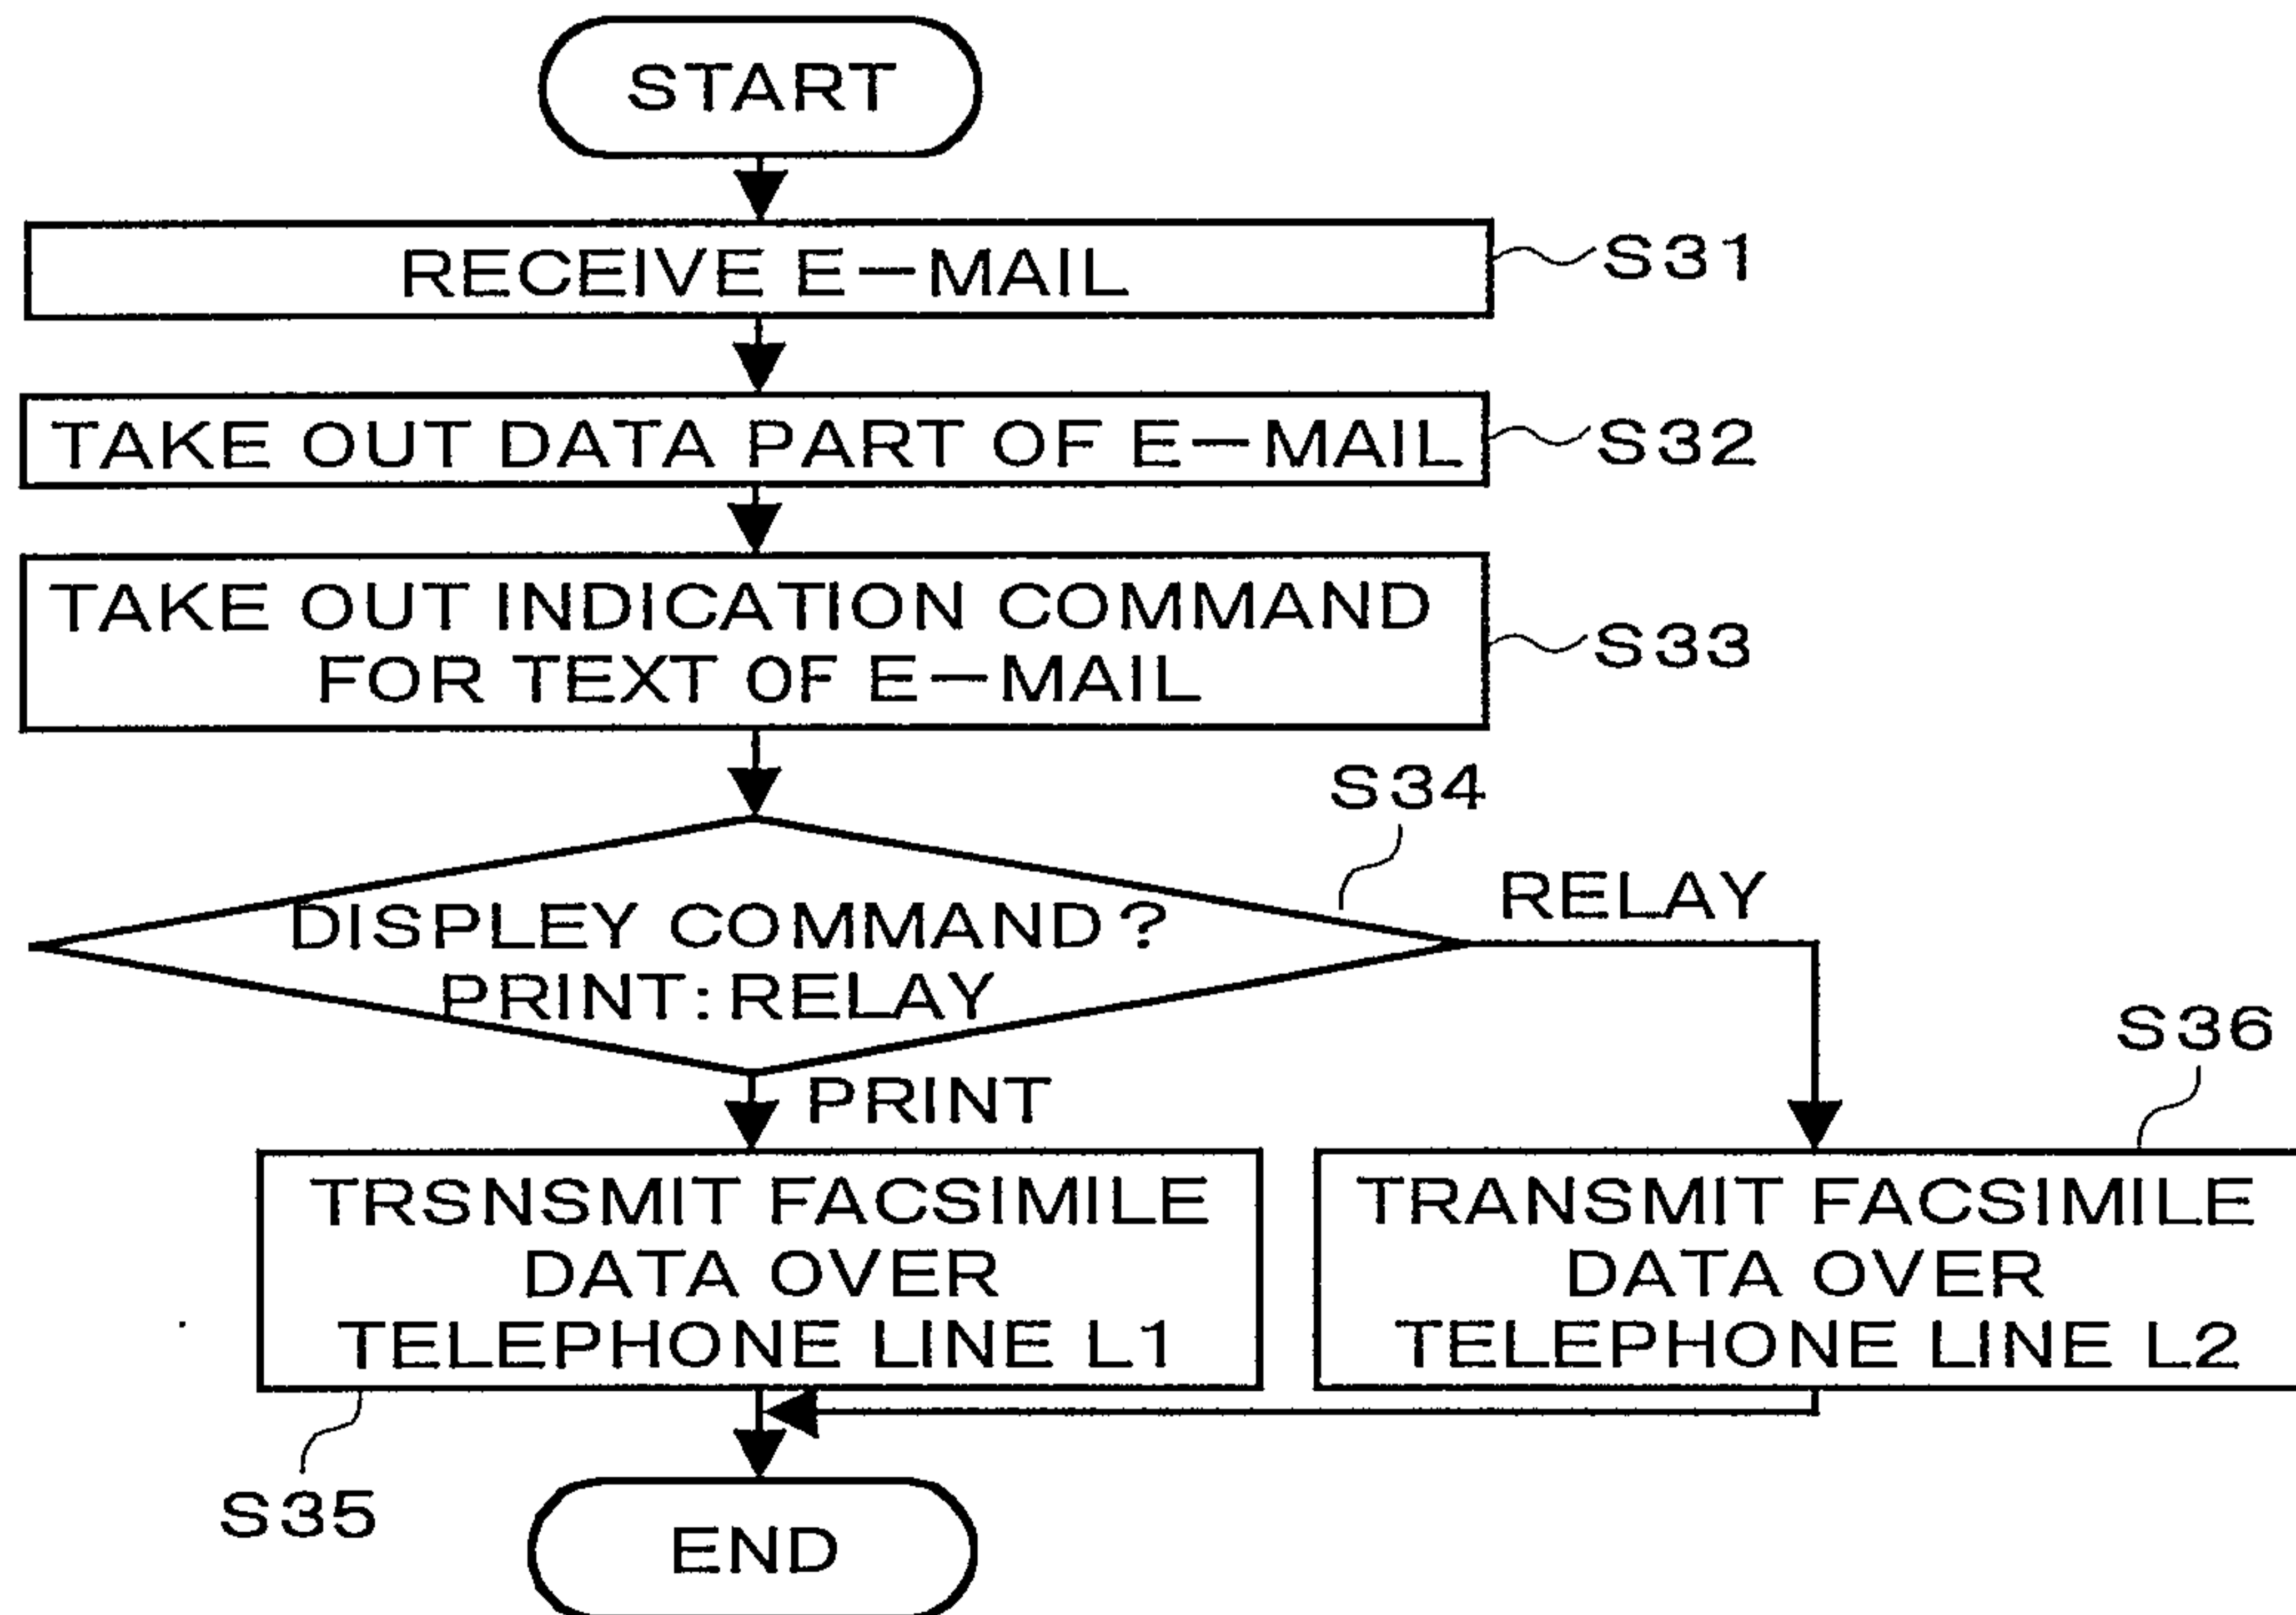 START
RECEIVE E-MAIL
S31
TAKE OUT DATA PART OF E-MAIL
S32
TAKE OUT INDICATION COMMAND
FOR TEXT OF E-MAIL
S33
S34
DISPLEY COMMAND?
PRINT:RELAY
RELAY
PRINT
S36
TRSNSMIT FACSIMILE
DATA OVER
TELEPHONE LINE L1
TRANSMIT FACSIMILE
DATA OVER
TELEPHONE LINE L2
S35
END